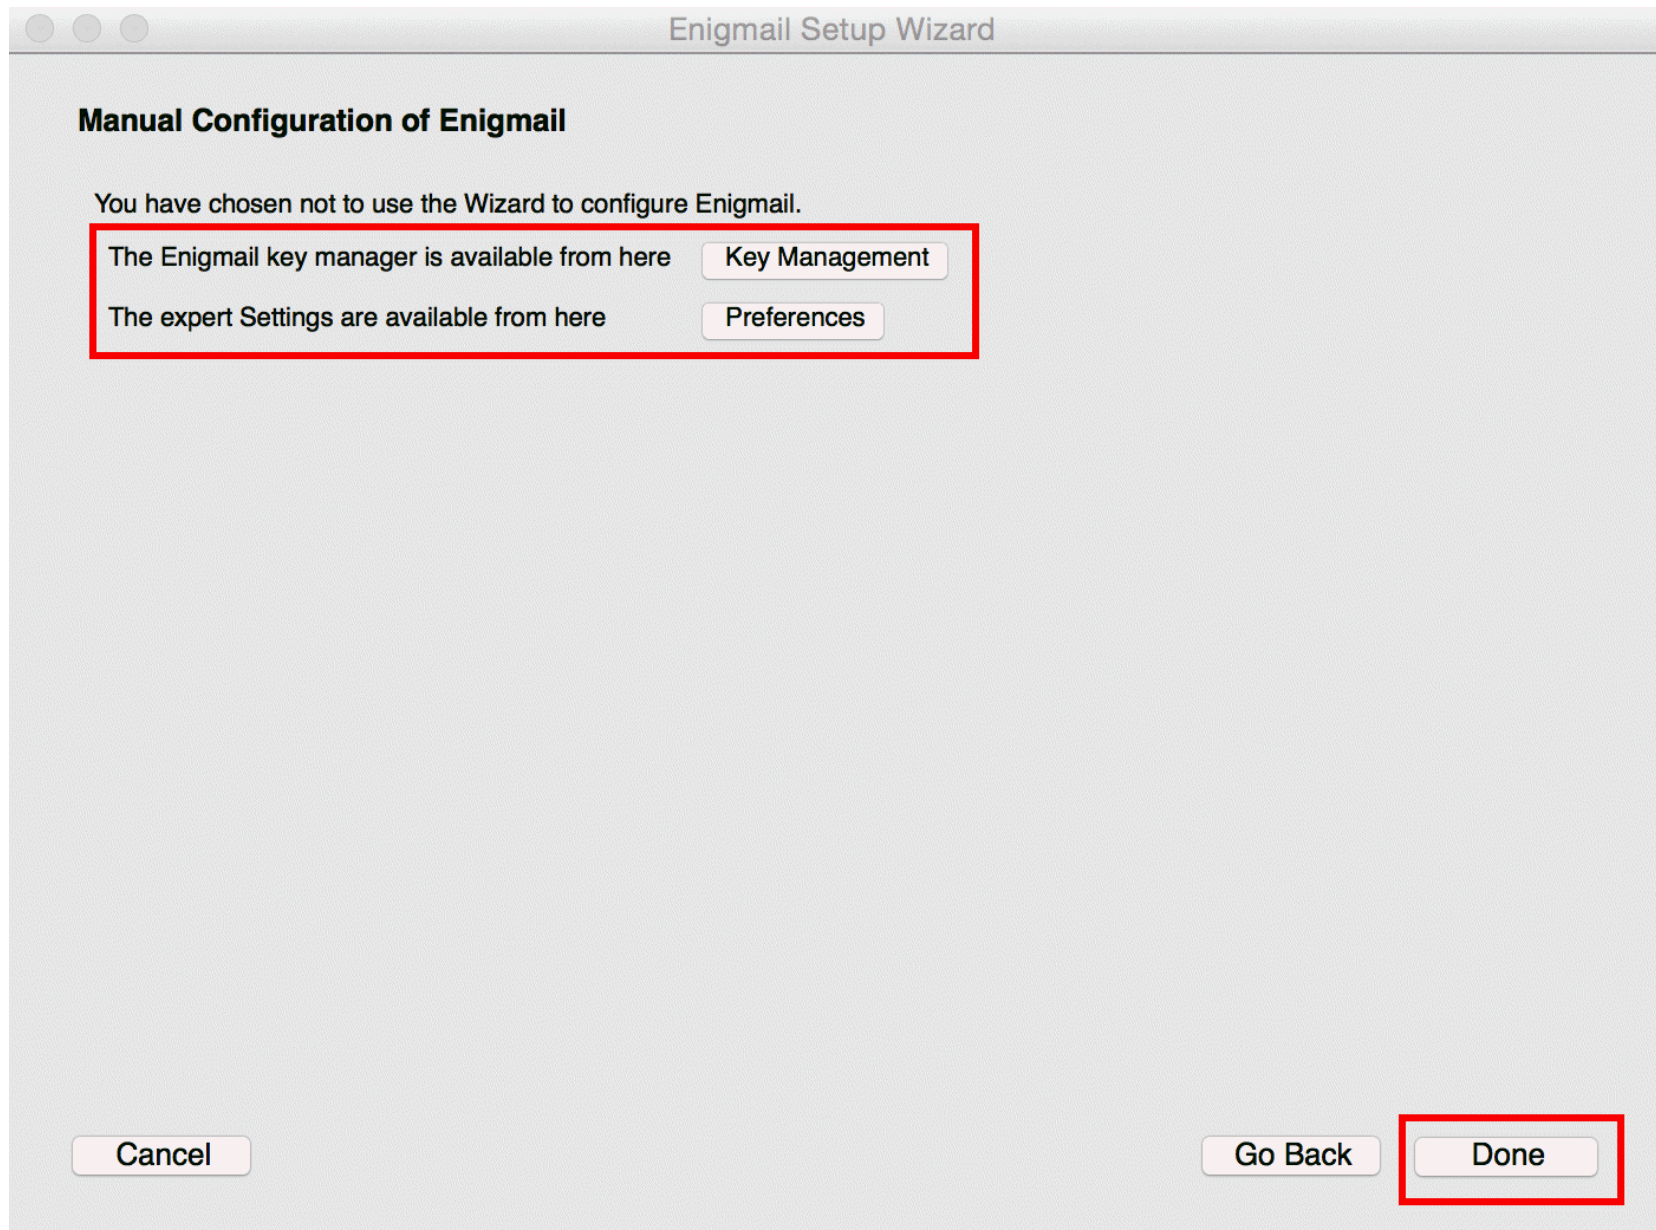 Enigmail Setup Wizard
Manual Configuration of Enigmail
You have chosen not to use the Wizard to configure Enigmail.
The Enigmail key manager is available from here Key Management
The expert Settings are available from here Preferences
Cancel Go Back Done